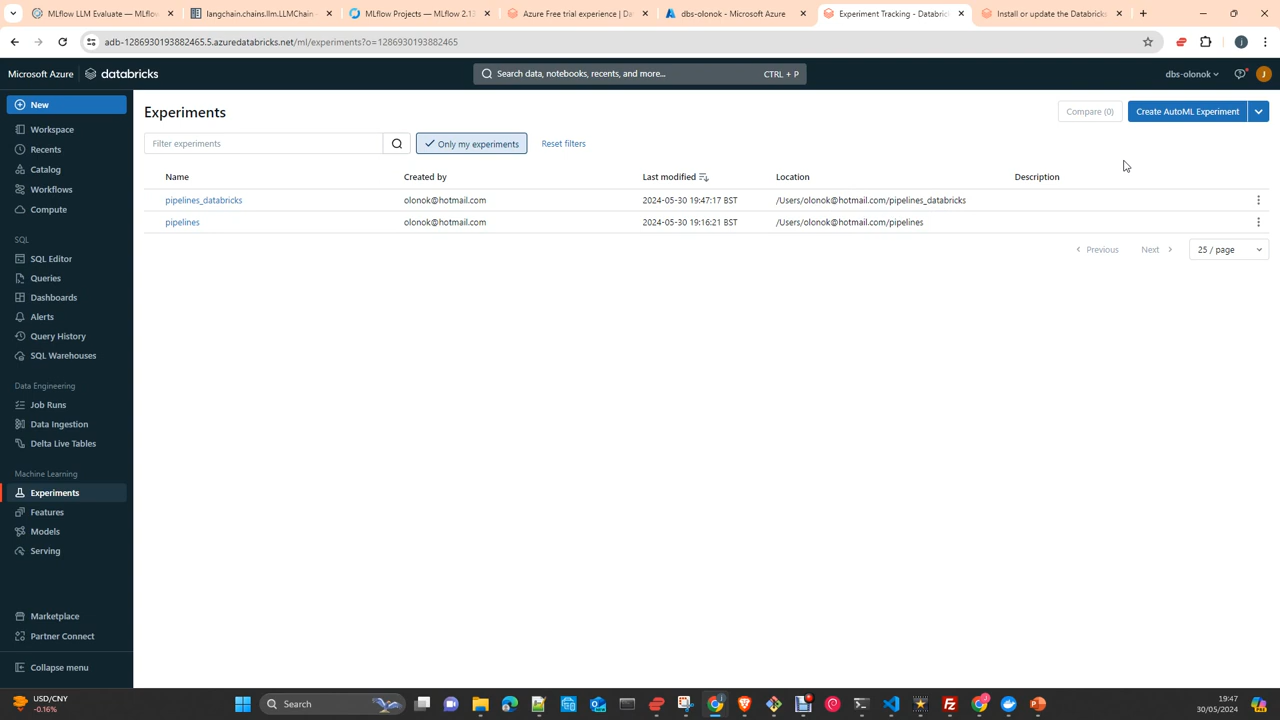 MLflow LLM Evaluate — MLflow
langchain.chains.llm.LLMChain
MLflow Projects — MLflow 2.13
Azure Free trial experience | Da
dbs-olonok - Microsoft Azure
Experiment Tracking - Databric
Install or update the Databricks
adb-1286930193882465.5.azuredatabricks.net/ml/experiments?o=1286930193882465
Microsoft Azure
databricks
Search data, notebooks, recents, and more...
CTRL + P
dbs-olonok
J
New
Workspace
Recents
Catalog
Workflows
Compute
SQL
SQL Editor
Queries
Dashboards
Alerts
Query History
SQL Warehouses
Data Engineering
Job Runs
Data Ingestion
Delta Live Tables
Machine Learning
Experiments
Features
Models
Serving
Marketplace
Partner Connect
Collapse menu
Experiments
Compare (0)
Create AutoML Experiment
Filter experiments
Only my experiments
Reset filters
Name Created by Last modified Location Description
pipelines_databricks olonok@hotmail.com 2024-05-30 19:47:17 BST /Users/olonok@hotmail.com/pipelines_databricks
pipelines olonok@hotmail.com 2024-05-30 19:16:21 BST /Users/olonok@hotmail.com/pipelines
Previous
Next
25 / page
USD/CNY
-0.16%
Search
19:47
30/05/2024